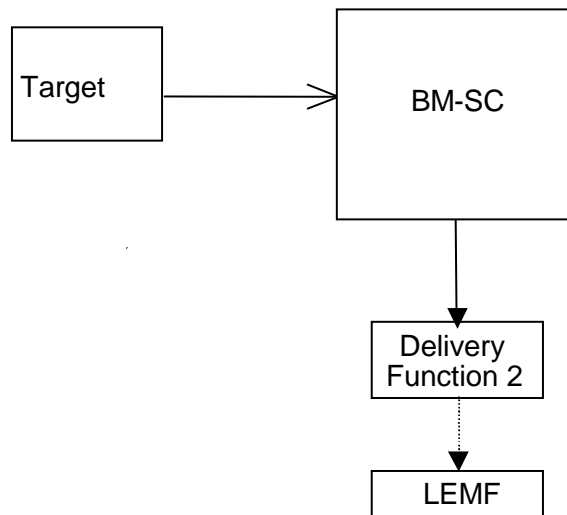 Target
BM-SC
Delivery
Function 2
LEMF